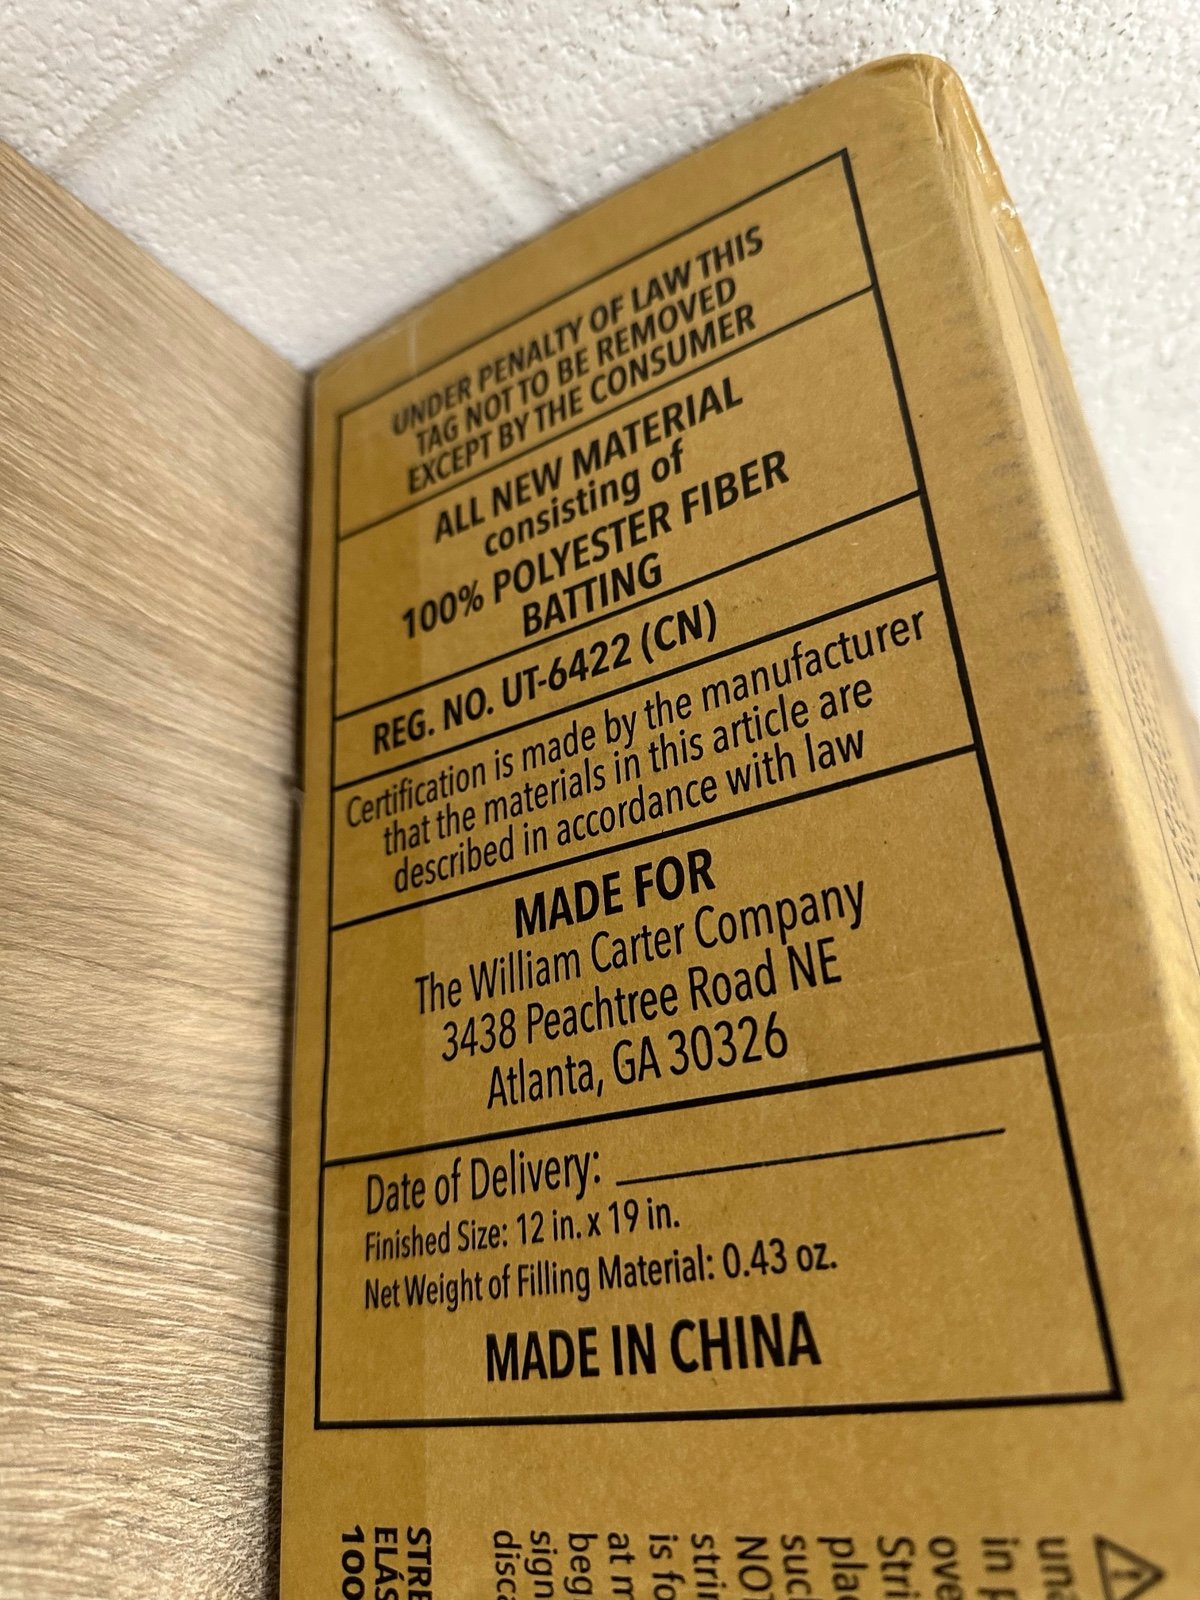 UNDER PENALTY OF LAW THIS
TAG NOT TO BE REMOVED
EXCEPT BY THE CONSUMER
ALL NEW MATERIAL
consisting of
100% POLYESTER FIBER
BATTING
REG. NO. UT-6422 (CN)
Certification is made by the manufacturer
that the materials in this article are
described in accordance with law
MADE FOR
The William Carter Company
3438 Peachtree Road NE
Atlanta, GA 30326
Date of Delivery:
Finished Size: 12 in. x 19 in.
Net Weight of Filling Material: 0.43 oz.
MADE IN CHINA